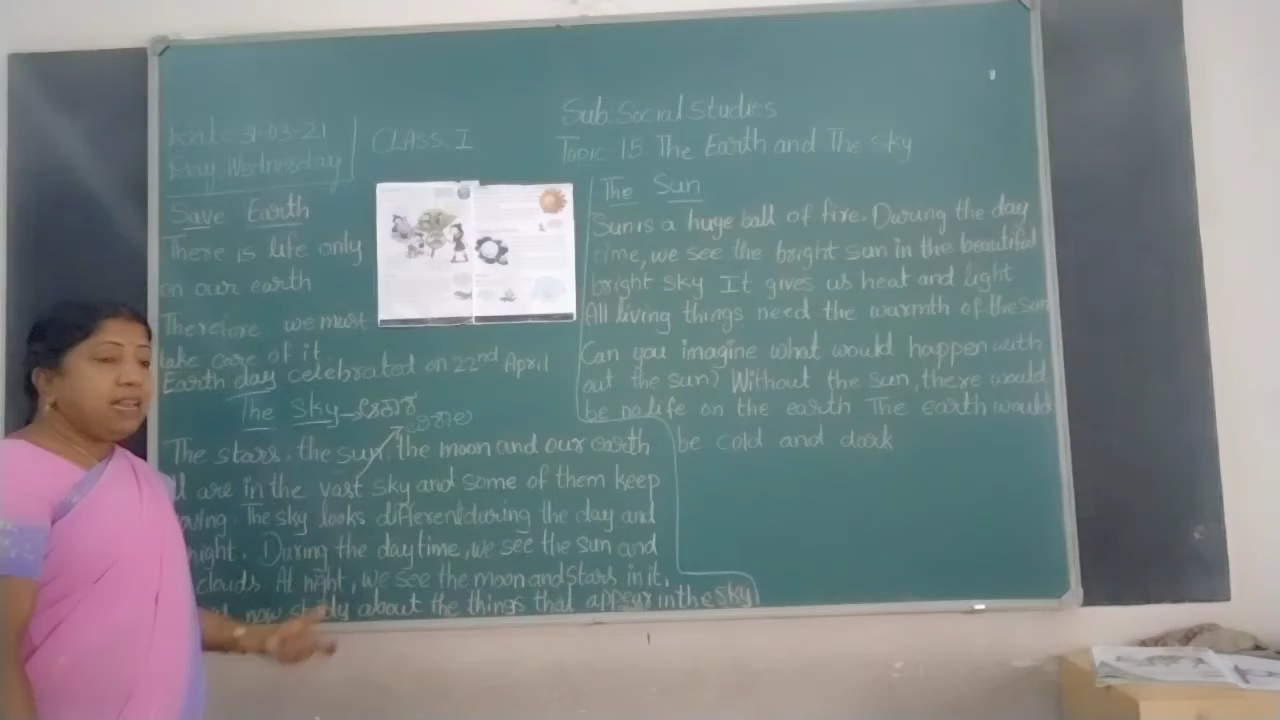 Sub Social Studies
Date 31-03-21
CLASS. I
Day Wednesday
Topic 15 The Earth and The sky
Save Earth
There is life only
on our earth
Therefore we must
take care of it.
Earth day celebrated on 22nd April
The Sky
The stars, the sun, the moon and our earth
are in the vast sky and some of them keep
The sky looks different during the day and
night. During the daytime, we see the sun and
clouds. At night, we see the moon and stars in it.
now study about the things that appeyr in the sky
The Sun
Sun is a huge ball of fire. During the day
time, we see the bright sun in the beautiful
bright sky It gives us heat and light
All living things need the warmth of the sun
Can you imagine what would happen with
out the sun? Without the sun, there would
be no life on the earth The earth would
be cold and dark